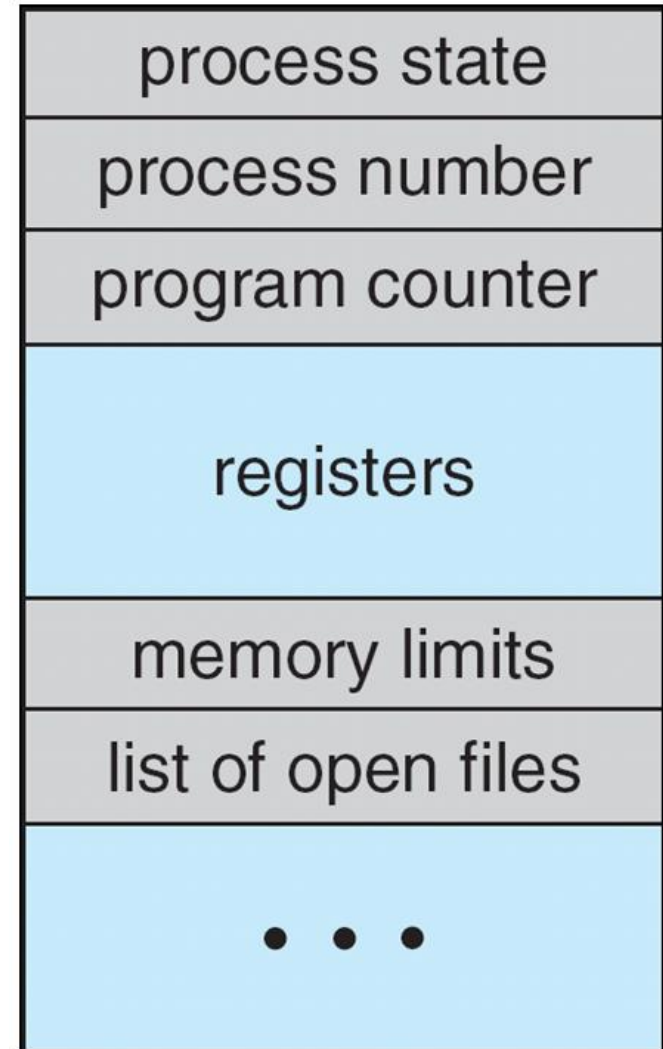 process state
process number
program counter
registers
memory limits
list of open files
• • •